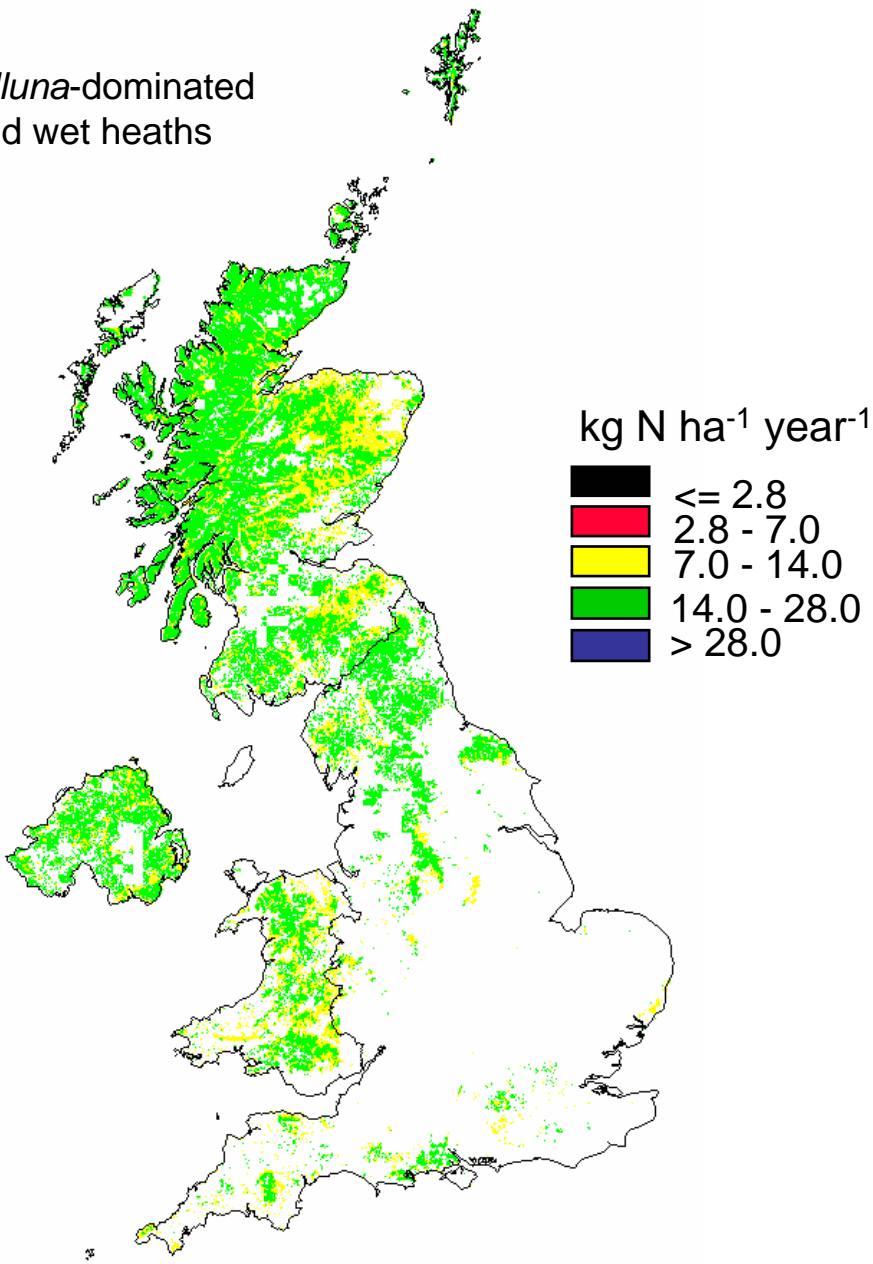 lluna-dominated
d wet heaths
kg N ha-1 year-1
<= 2.8
2.8 - 7.0
7.0 - 14.0
14.0 - 28.0
> 28.0